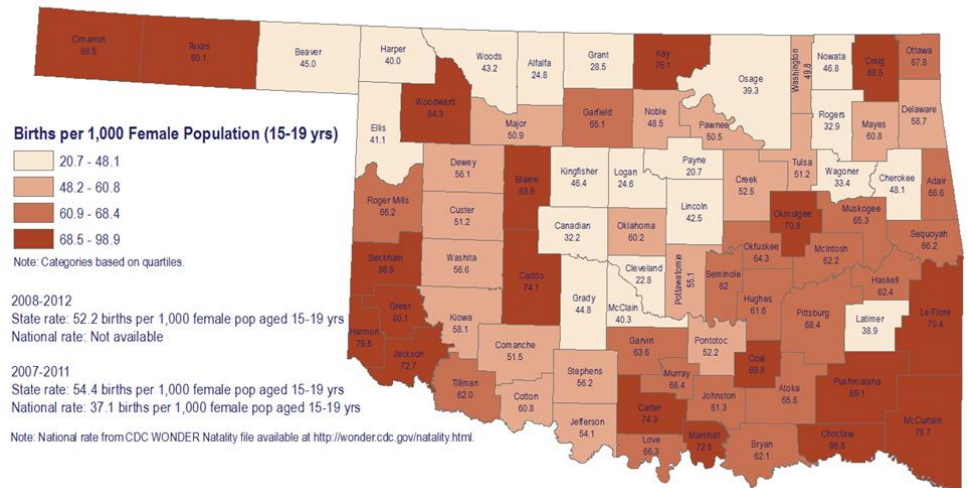 Cimarron
Texas
80.1
Beaver
45.0
Harper
40.0
Woods
43.2
Alfalfa
24.8
Grant
28.5
Kay
75.1
Osage
39.3
Washington
49.8
Nowata
46.8
Craig
Ottawa
67.8
Ellis
41.1
Woodward
84.3
Major
50.9
Garfield
65.1
Noble
48.5
Pawnee
50.5
Rogers
32.9
Mayes
60.8
Delaware
58.7
Births per 1,000 Female Population (15-19 yrs)
20.7 - 48.1
48.2 - 60.8
60.9 - 68.4
68.5 - 98.9
Note: Categories based on quartiles.
2008-2012
State rate: 52.2 births per 1,000 female pop aged 15-19 yrs
National rate: Not available
2007-2011
State rate: 54.4 births per 1,000 female pop aged 15-19 yrs
National rate: 37.1 births per 1,000 female pop aged 15-19 yrs
Note: National rate from CDC WONDER Natality file available at http://wonder.cdc.gov/natality.html.
Dewey
56.1
Blaine
68.5
Kingfisher
46.4
Logan
24.6
Payne
20.7
Creek
52.5
Tulsa
51.2
Wagoner
33.4
Cherokee
48.1
Adair
66.6
Roger Mills
66.2
Custer
51.2
Canadian
32.2
Oklahoma
60.2
Lincoln
42.5
Okmulgee
70.8
Muskogee
65.3
Sequoyah
66.2
Beckham
Washita
56.6
Caddo
74.1
Cleveland
22.8
Pottawatomie
55.1
Seminole
62
Okfuskee
64.3
McIntosh
62.2
Haskell
62.4
Greer
80.1
Kiowa
58.1
Grady
44.8
McClain
40.3
Hughes
61.6
Pittsburg
68.4
Latimer
38.9
Le Flore
70.4
Harmon
79.6
Jackson
72.7
Comanche
51.5
Garvin
63.6
Pontotoc
52.2
Coal
69.8
Tillman
62.0
Cotton
60.8
Stephens
56.2
Murray
66.4
Johnston
61.3
Atoka
65.8
Pushmataha
69.1
McCurtain
79.7
Jefferson
54.1
Carter
74.3
Love
66.3
Marshall
72.5
Bryan
62.1
Choctaw